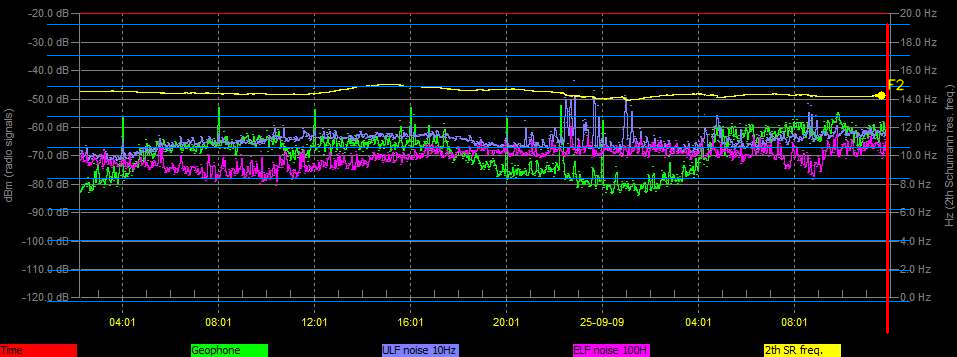 -20.0 dB 20.0 Hz
-30.0 dB 18.0 Hz
-40.0 dB 16.0 Hz
F2
-50.0 dB 14.0 Hz
-60.0 dB 12.0 Hz
-70.0 dB 10.0 Hz
-80.0 dB 8.0 Hz
-90.0 dB 6.0 Hz
-100.0 dB 4.0 Hz
-110.0 dB 2.0 Hz
-120.0 dB 0.0 Hz
dBm (radio signals)
Hz (2th Schumann res. freq.)
04:01 08:01 12:01 16:01 20:01 25-09-09 04:01 08:01
Time Geophone ULF noise 10Hz ELF noise 100H 2th SR freq.